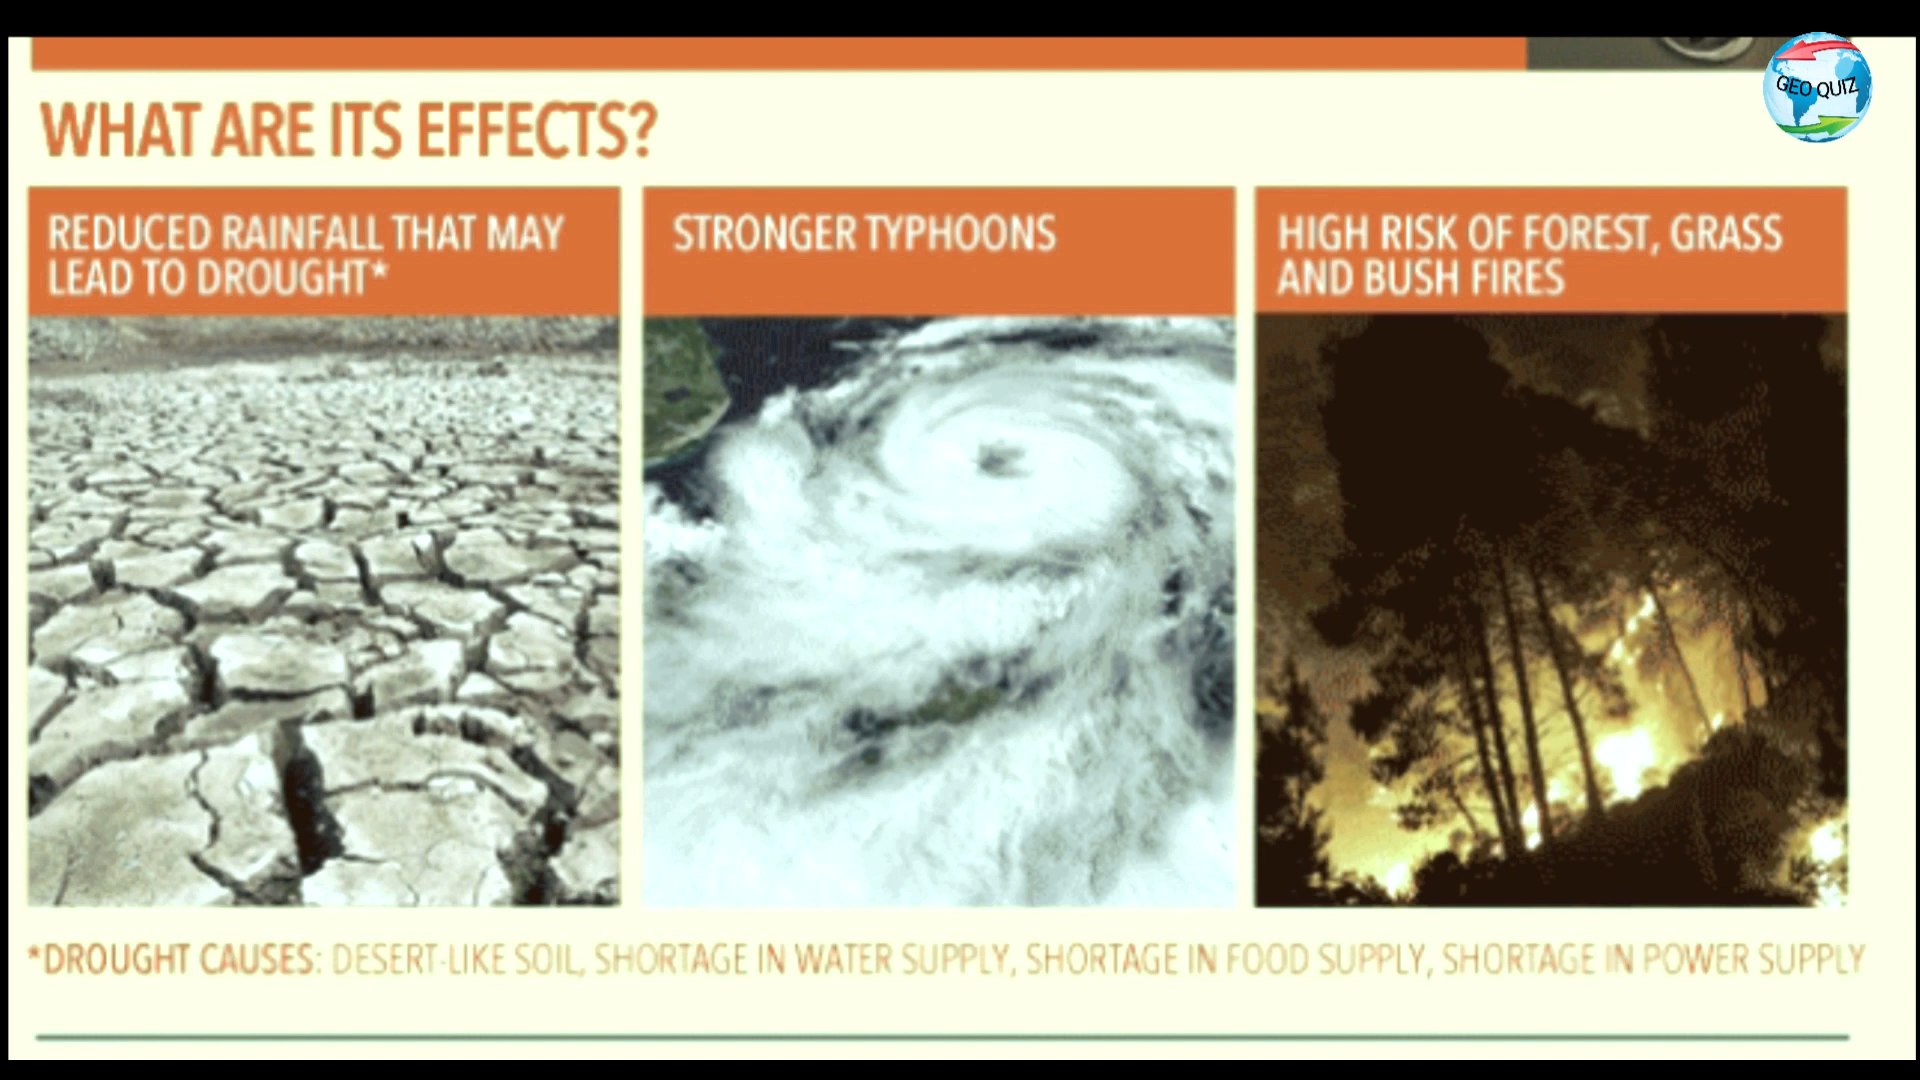 GEO QUIZ
WHAT ARE ITS EFFECTS?
REDUCED RAINFALL THAT MAY
LEAD TO DROUGHT*
STRONGER TYPHOONS
HIGH RISK OF FOREST, GRASS
AND BUSH FIRES
*DROUGHT CAUSES: DESERT-LIKE SOIL, SHORTAGE IN WATER SUPPLY, SHORTAGE IN FOOD SUPPLY, SHORTAGE IN POWER SUPPLY